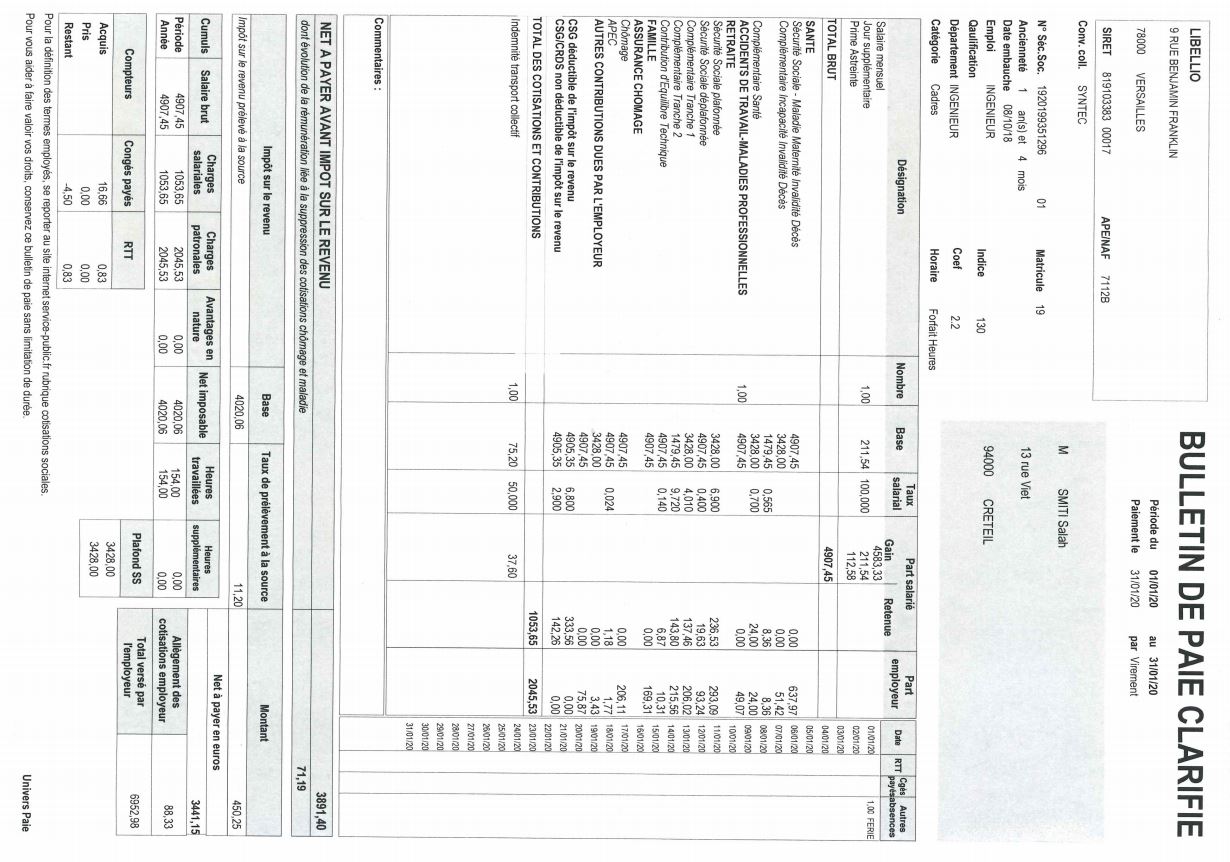 BULLETIN DE PAIE CLARIFIE
LIBELLIO
9 RUE BENJAMIN FRANKLIN
78000 VERSAILLES
SIRET 819103383 00017 APE/NAF 7112B
Période du 01/01/20 au 31/01/20
Paiement le 31/01/20 par Virement
Conv. coll. SYNTEC
N° Séc.Soc. 1920199351296 01 Matricule 19
Ancienneté 1 an(s) et 4 mois
Date embauche 08/10/18
Emploi INGENIEUR Indice 130
Qaulification
Département INGENIEUR Coef 2.2
Catégorie Cadres Horaire Forfait Heures
M SMITI Salah
13 rue Viet
94000 CRETEIL
Désignation Nombre Base Taux salarial Part salarié Gain Retenue Part employeur
Salaire mensuel 4583,33
Jour supplémentaire 1,00 211,54 100,000 211,54
Prime Astreinte 112,58
TOTAL BRUT 4907,45
SANTE
Sécurité Sociale - Maladie Maternité Invalidité Décès 4907,45 0,00 637,97
Complémentaire Incapacité Invalidité Décès 3428,00 0,00 51,42
1479,45 0,565 8,36 8,36
Complémentaire Santé 3428,00 0,700 24,00 24,00
ACCIDENTS DE TRAVAIL-MALADIES PROFESSIONNELLES 1,00 4907,45 0,00 49,07
RETRAITE
Sécurité Sociale plafonnée 3428,00 6,900 236,53 293,09
Sécurité Sociale déplafonnée 4907,45 0,400 19,63 93,24
Complémentaire Tranche 1 3428,00 4,010 137,46 206,02
Complémentaire Tranche 2 1479,45 9,720 143,80 215,56
Contribution d'Equilibre Technique 4907,45 0,140 6,87 10,31
FAMILLE 4907,45 0,00 169,31
ASSURANCE CHOMAGE
Chômage 4907,45 0,00 206,11
APEC 4907,45 0,024 1,18 1,77
AUTRES CONTRIBUTIONS DUES PAR L'EMPLOYEUR 3428,00 0,00 3,43
4907,45 0,00 75,87
CSG déductible de l'impôt sur le revenu 4905,35 6,800 333,56 0,00
CSG/CRDS non déductible de l'impôt sur le revenu 4905,35 2,900 142,26 0,00
TOTAL DES COTISATIONS ET CONTRIBUTIONS 1053,65 2045,53
Indemnité transport collectif 1,00 75,20 50,000 37,60
Date RTT Cgés payés Autres absences
01/01/20 1,00 FERIE
02/01/20
03/01/20
04/01/20
05/01/20
06/01/20
07/01/20
08/01/20
09/01/20
10/01/20
11/01/20
12/01/20
13/01/20
14/01/20
15/01/20
16/01/20
17/01/20
18/01/20
19/01/20
20/01/20
21/01/20
22/01/20
23/01/20
24/01/20
25/01/20
26/01/20
27/01/20
28/01/20
29/01/20
30/01/20
31/01/20
Commentaires :
NET A PAYER AVANT IMPOT SUR LE REVENU 3891,40
dont évolution de la rémunération liée à la suppression des cotisations chômage et maladie 71,19
Impôt sur le revenu Base Taux de prélèvement à la source Montant
Impôt sur le revenu prélevé à la source 4020,06 11,20 450,25
Cumuls Salaire brut Charges salariales Charges patronales Avantages en nature Net imposable Heures travaillées Heures supplémentaires
Période 4907,45 1053,65 2045,53 0,00 4020,06 154,00 0,00
Année 4907,45 1053,65 2045,53 0,00 4020,06 154,00 0,00
Net à payer en euros 3441,15
Allègement des cotisations employeur 88,33
Total versé par l'employeur 6952,98
Compteurs Congés payés RTT
Acquis 16,66 0,83
Pris 0,00 0,00
Restant -4,50 0,83
Plafond SS
3428,00
3428,00
Pour la définition des termes employés, se reporter au site internet service-public.fr rubrique cotisations sociales.
Pour vous aider à faire valoir vos droits, conservez ce bulletin de paie sans limitation de durée.
Univers Paie